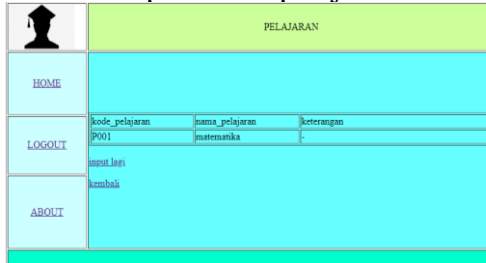 PELAJARAN
HOME
kode_pelajaran nama_pelajaran keterangan
P001 matematika -
LOGOUT
input lagi
kembali
ABOUT